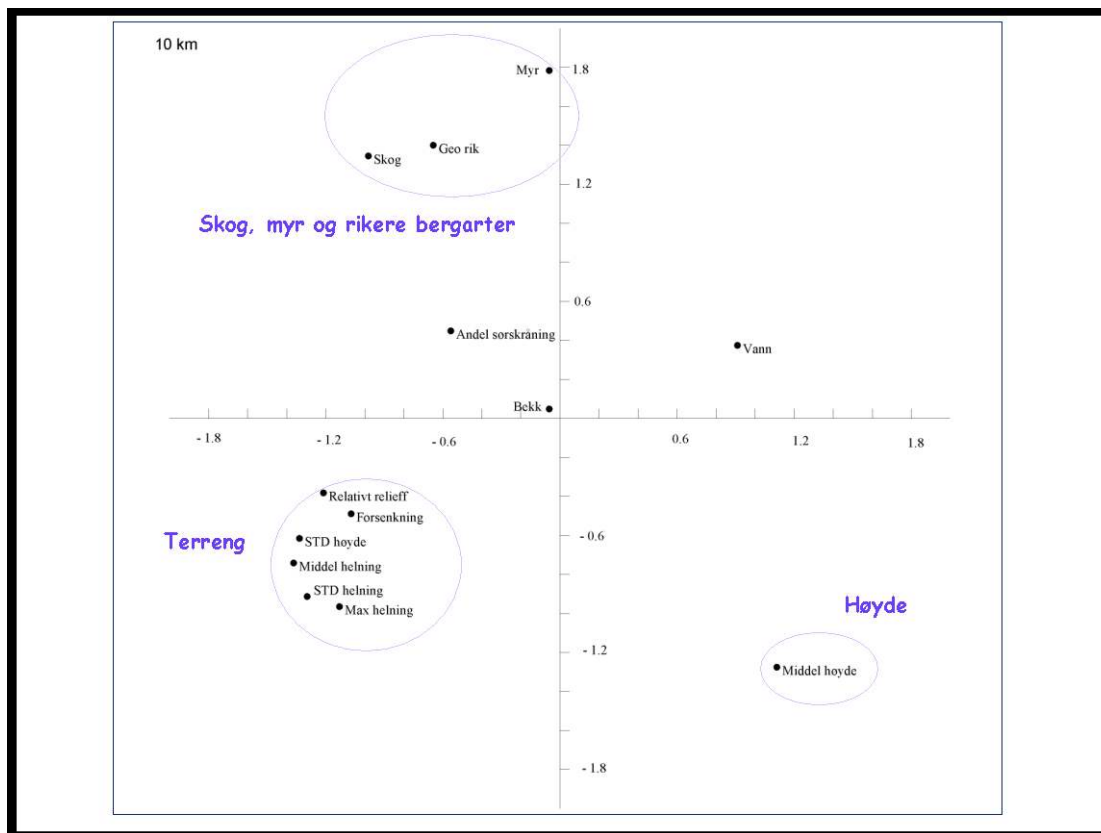 10 km
Myr
1.8
Geo rik
Skog
1.2
Skog, myr og rikere bergarter
0.6
Andel sørskråning
Vann
Bekk
- 1.8
- 1.2
- 0.6
0.6
1.2
1.8
Relativt relieff
Forsenkning
- 0.6
Terreng
STD høyde
Middel helning
STD helning
Høyde
Max helning
- 1.2
Middel høyde
- 1.8